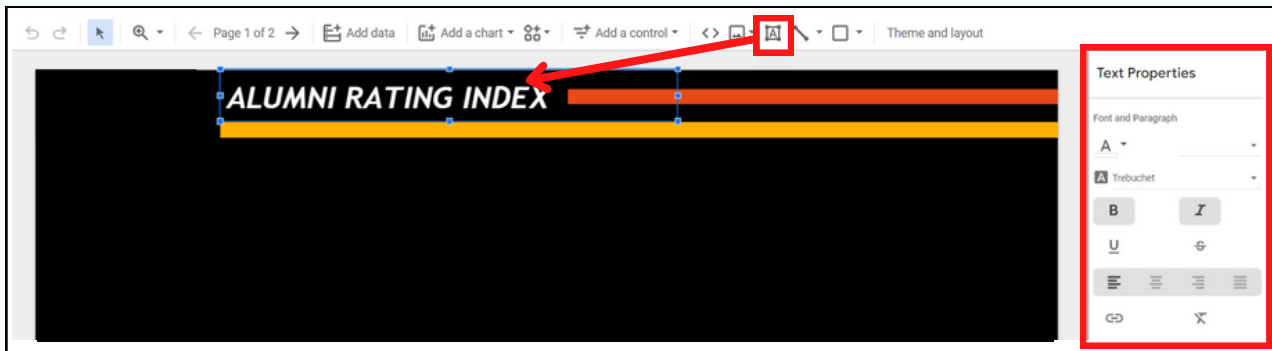 Page 1 of 2 Add data Add a chart Add a control Theme and layout
ALUMNI RATING INDEX
Text Properties
Font and Paragraph
A
A Trebuchet
B I
U S